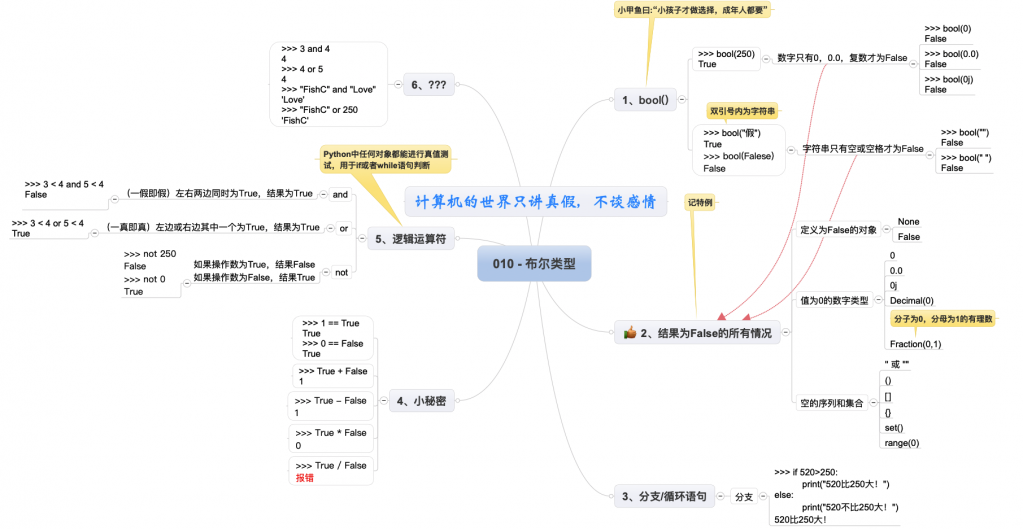 计算机的世界只讲真假，不谈感情
010 - 布尔类型
小甲鱼曰:“小孩子才做选择，成年人都要”
1、bool()
>>> bool(250)
True
数字只有0，0.0，复数才为False
>>> bool(0)
False
>>> bool(0.0)
False
>>> bool(0j)
False
双引号内为字符串
>>> bool("假")
True
>>> bool(Falese)
False
字符串只有空或空格才为False
>>> bool("")
False
>>> bool(" ")
False
记特例
2、结果为False的所有情况
定义为False的对象
None
False
值为0的数字类型
0
0.0
0j
Decimal(0)
分子为0，分母为1的有理数
Fraction(0,1)
空的序列和集合
" 或 ""
()
[]
{}
set()
range(0)
3、分支/循环语句
分支
>>> if 520>250:
print("520比250大！")
else:
print("520不比250大！")
520比250大！
4、小秘密
>>> 1 == True
True
>>> 0 == False
True
>>> True + False
1
>>> True − False
1
>>> True * False
0
>>> True / False
报错
Python中任何对象都能进行真值测
试，用于if或者while语句判断
5、逻辑运算符
and
（一假即假）左右两边同时为True，结果为True
>>> 3 < 4 and 5 < 4
False
or
（一真即真）左边或右边其中一个为True，结果为True
>>> 3 < 4 or 5 < 4
True
not
如果操作数为True，结果False
如果操作数为False，结果True
>>> not 250
False
>>> not 0
True
6、???
>>> 3 and 4
4
>>> 4 or 5
4
>>> "FishC" and "Love"
'Love'
>>> "FishC" or 250
'FishC'